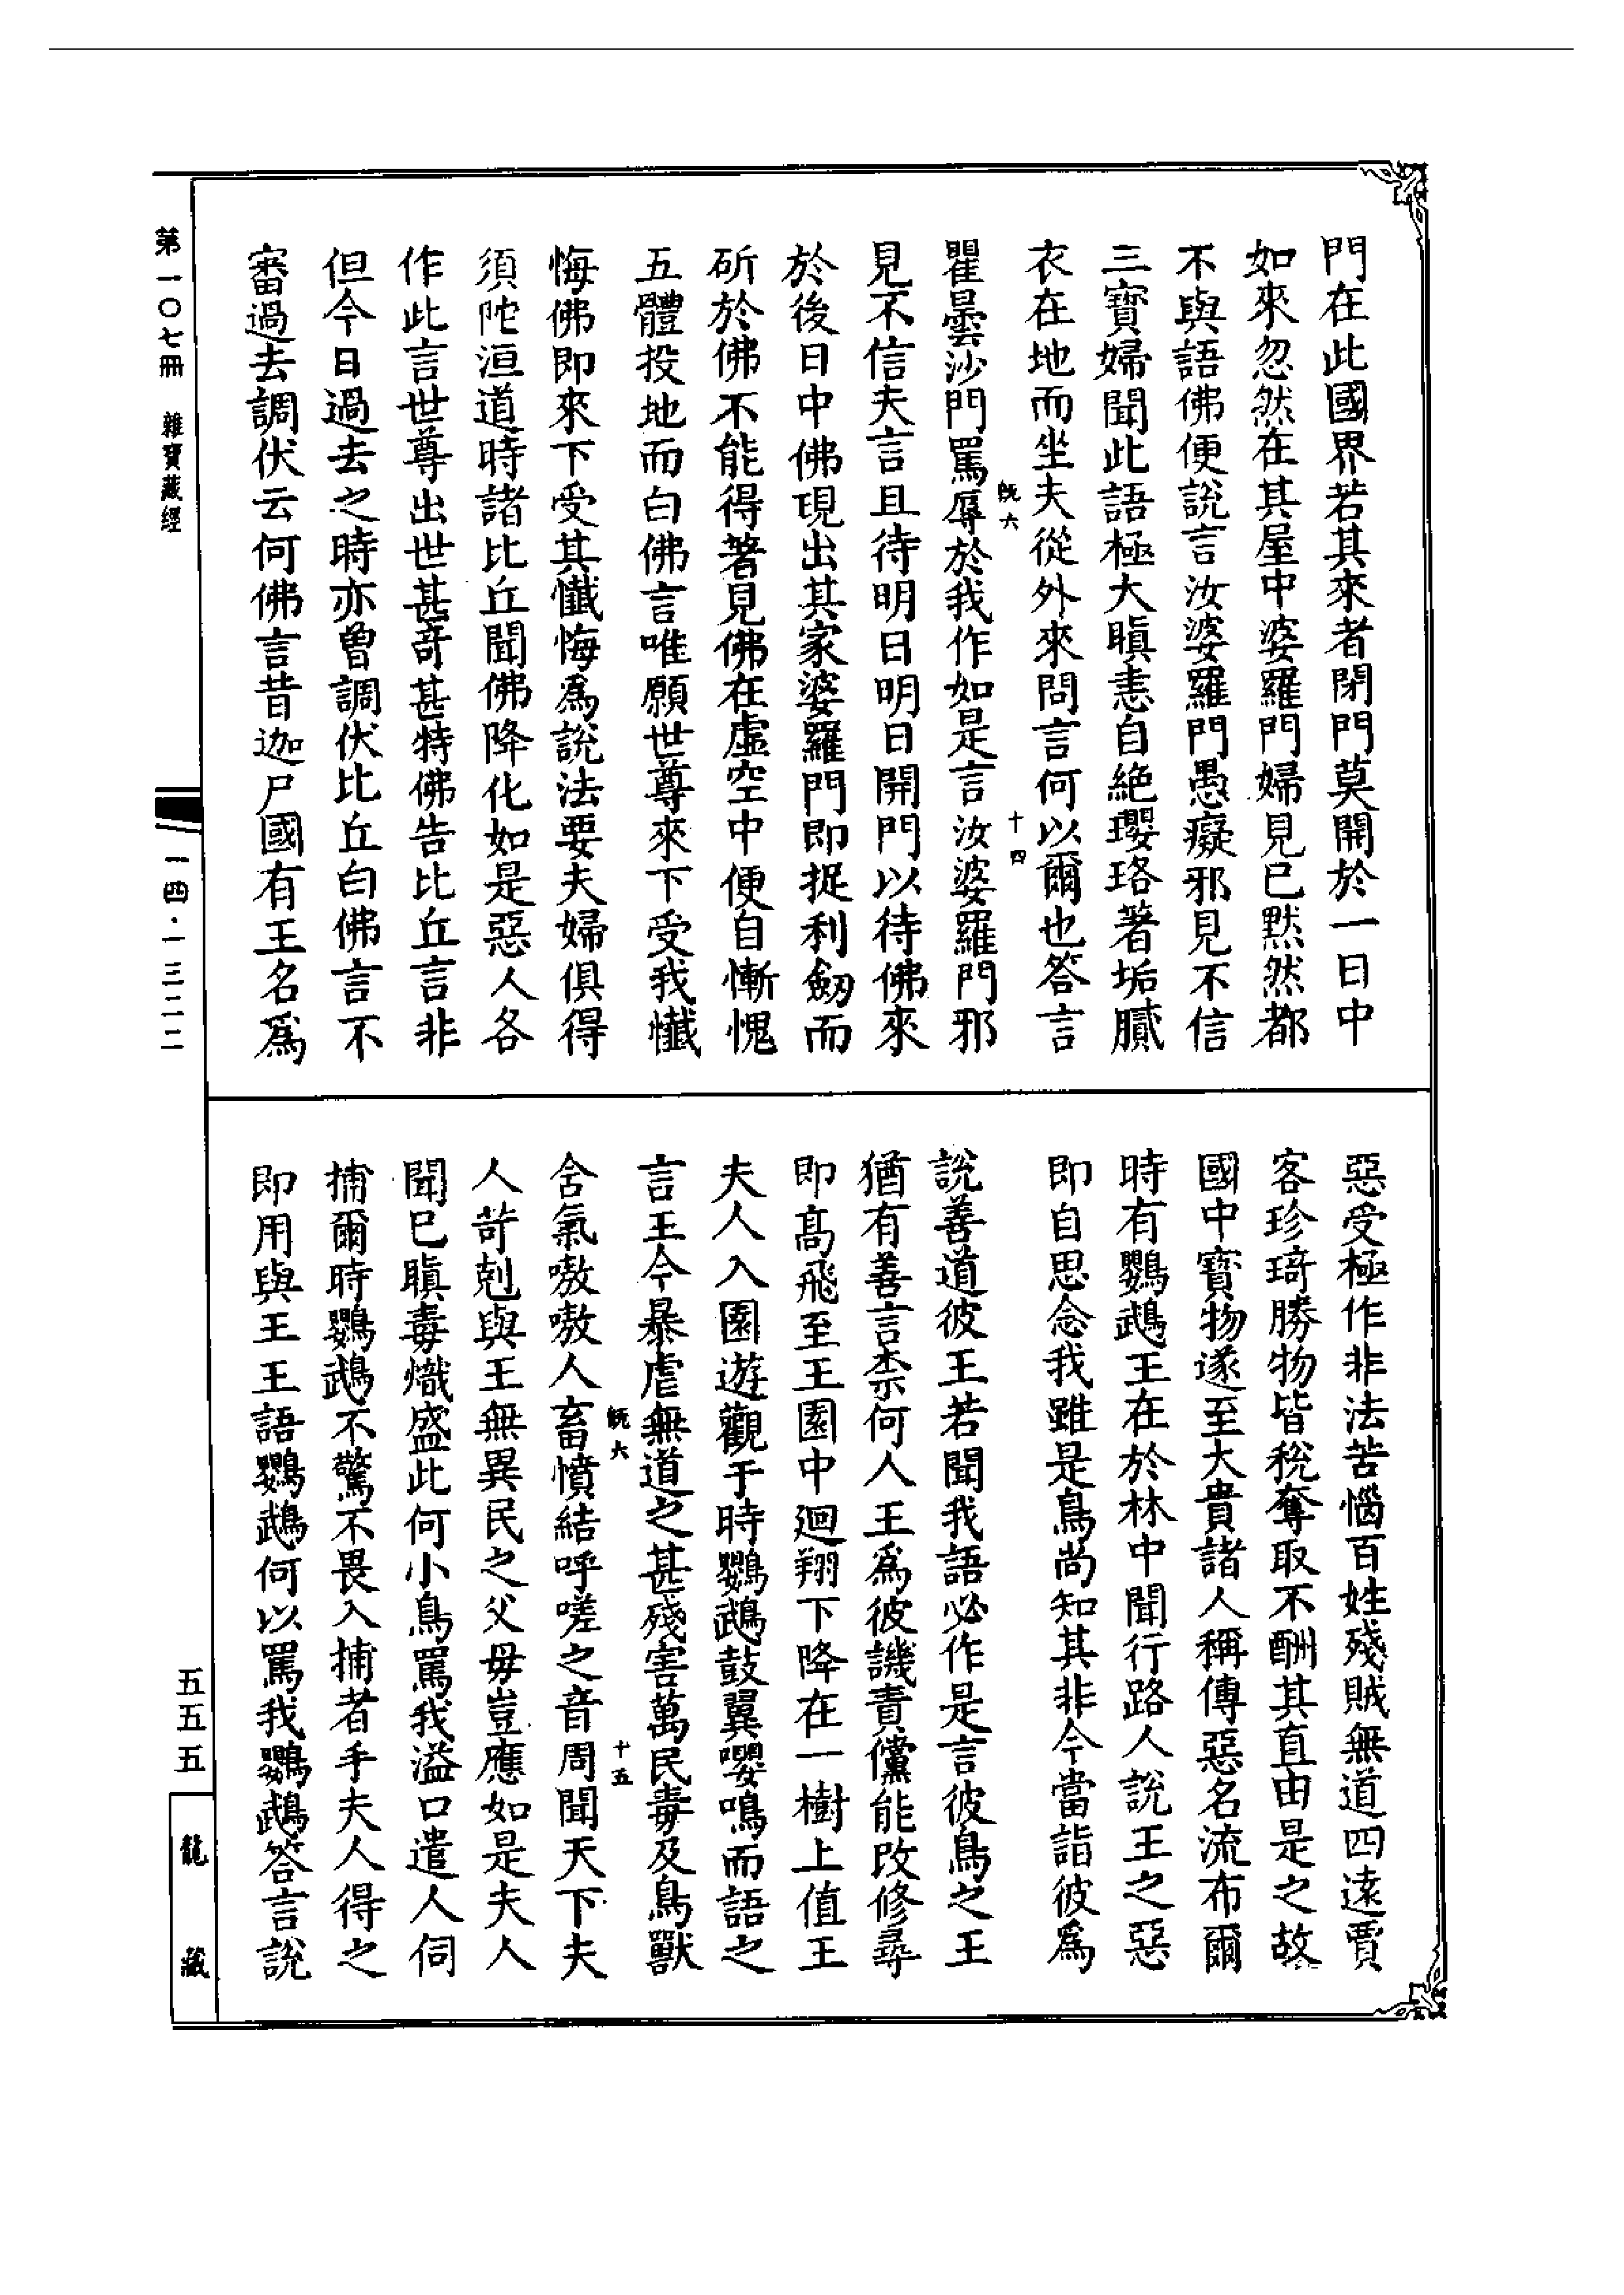 門在此國界若其來者閉門莫開於一日中
如來忽然在其屋中婆羅門婦見已默然都
不與語佛便說言汝婆羅門愚癡邪見不信
三寶婦聞此語極大瞋恚自絕瓔珞著垢膩
衣在地而坐夫從外來問言何以爾也答言
既六
十四
瞿曇沙門罵辱於我作如是言汝婆羅門邪
見不信夫言且待明日明日開門以待佛來
於後日中佛現出其家婆羅門即捉利劒而
斫於佛不能得著見佛在虛空中便自慚愧
五體投地而白佛言唯願世尊來下受我懺
悔佛即來下受其懺悔爲說法要夫婦俱得
須陀洹道時諸比丘聞佛降化如是惡人各
作此言世尊出世甚奇甚特佛告比丘言非
但今日過去之時亦曾調伏比丘白佛言不
審過去調伏云何佛言昔迦尸國有王名爲
惡受極作非法苦惱百姓殘賊無道四遠賈
客珍琦勝物皆稅奪取不酬其直由是之故
國中寶物遂至大貴諸人稱傳惡名流布爾
時有鸚鵡王在於林中聞行路人說王之惡
即自思念我雖是鳥尚知其非今當詣彼爲
說善道彼王若聞我語必作是言彼鳥之王
猶有善言柰何人王爲彼譏責儻能改修尋
即高飛至王園中迴翔下降在一樹上值王
夫人入園遊觀于時鸚鵡鼓翼嚶鳴而語之
言王今暴虐無道之甚殘害萬民毒及鳥獸
既六
十五
含氣嗷嗷人畜憤結呼嗟之音周聞天下夫
人苛剋與王無異民之父母豈應如是夫人
聞已瞋毒熾盛此何小鳥罵我溢口遣人伺
捕爾時鸚鵡不驚不畏入捕者手夫人得之
即用與王王語鸚鵡何以罵我鸚鵡答言說
第一〇七冊 雜寶藏經
一四·一三二二
五五五
龍藏